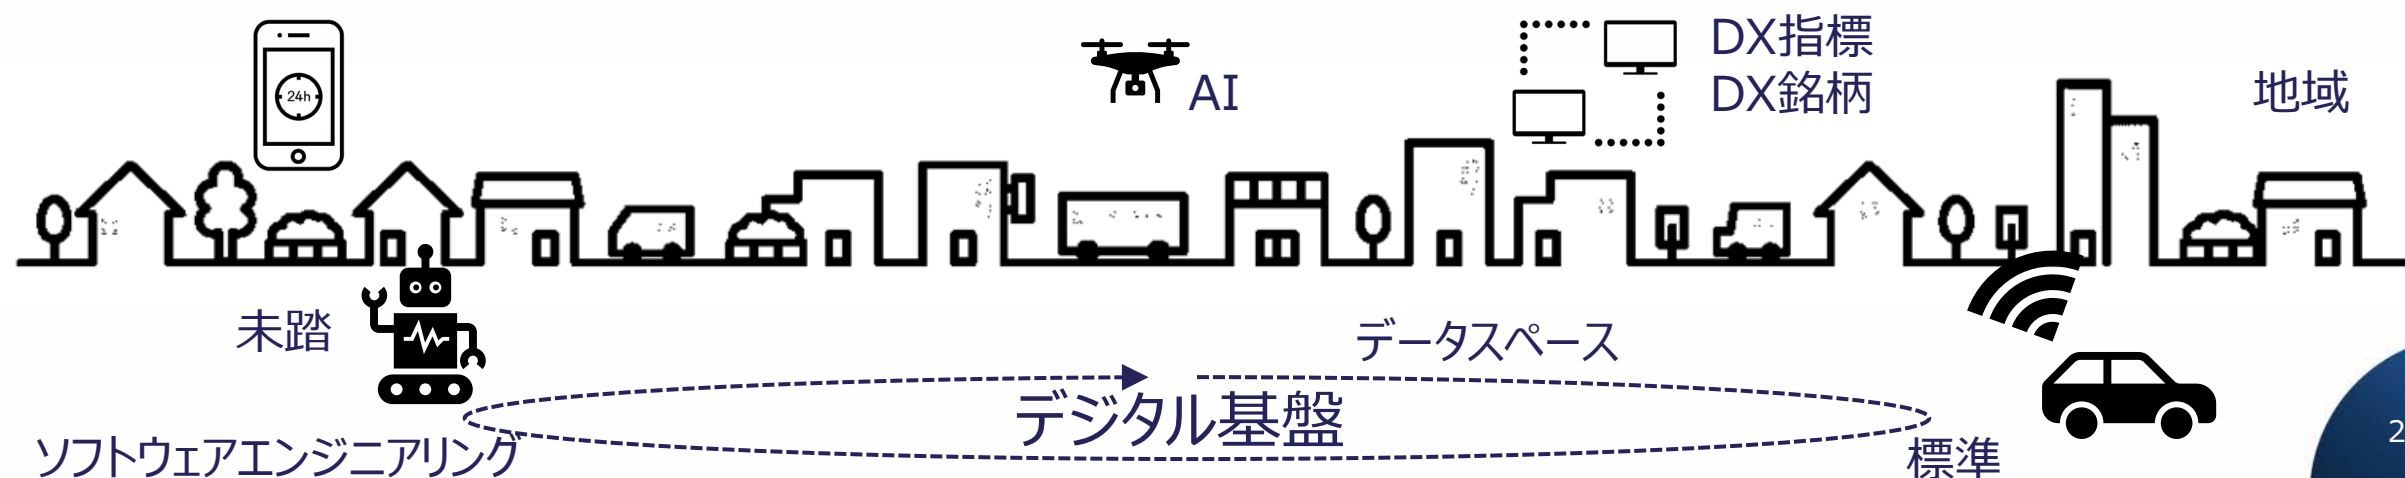 DX指標
DX銘柄
地域
AI
24h
未踏
データスペース
デジタル基盤
ソフトウェアエンジニアリング
標準
2